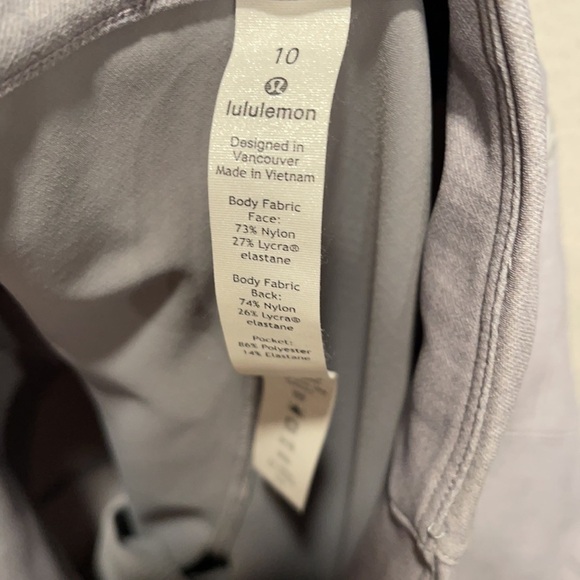 10
lululemon
Designed in
Vancouver
Made in Vietnam
Body Fabric
Face:
73% Nylon
27% Lycra®
elastane
Body Fabric
Back:
74% Nylon
26% Lycra®
elastane
Pocket:
86% Polyester
14% Elastane